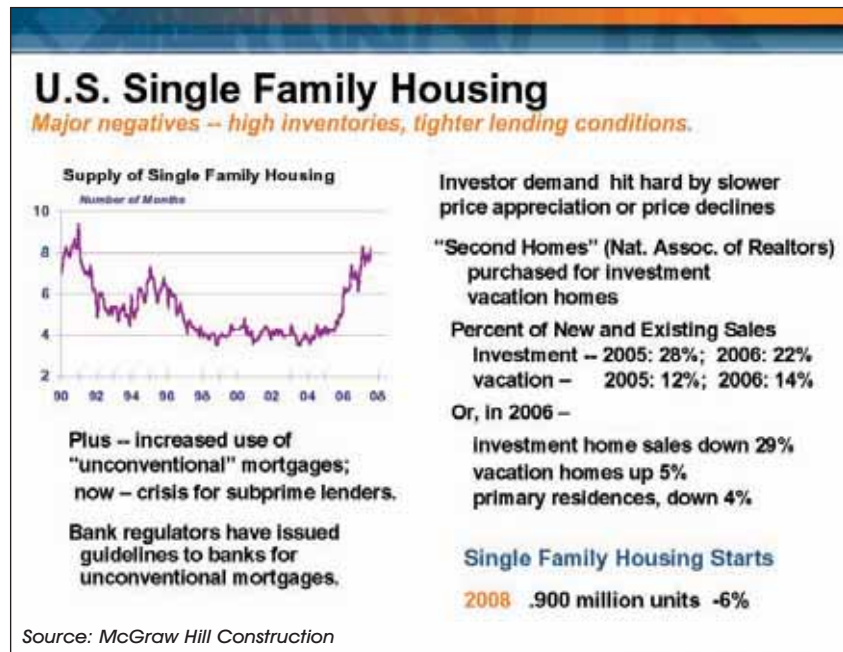 U.S. Single Family Housing
Major negatives -- high inventories, tighter lending conditions.
Supply of Single Family Housing
Number of Months
10
8
6
4
2
90 92 94 96 98 00 02 04 06 08
Plus -- increased use of
"unconventional" mortgages;
now – crisis for subprime lenders.
Bank regulators have issued
guidelines to banks for
unconventional mortgages.
Investor demand hit hard by slower
price appreciation or price declines
"Second Homes" (Nat. Assoc. of Realtors)
purchased for investment
vacation homes
Percent of New and Existing Sales
Investment -- 2005: 28%; 2006: 22%
vacation – 2005: 12%; 2006: 14%
Or, in 2006 –
investment home sales down 29%
vacation homes up 5%
primary residences, down 4%
Single Family Housing Starts
2008 .900 million units -6%
Source: McGraw Hill Construction